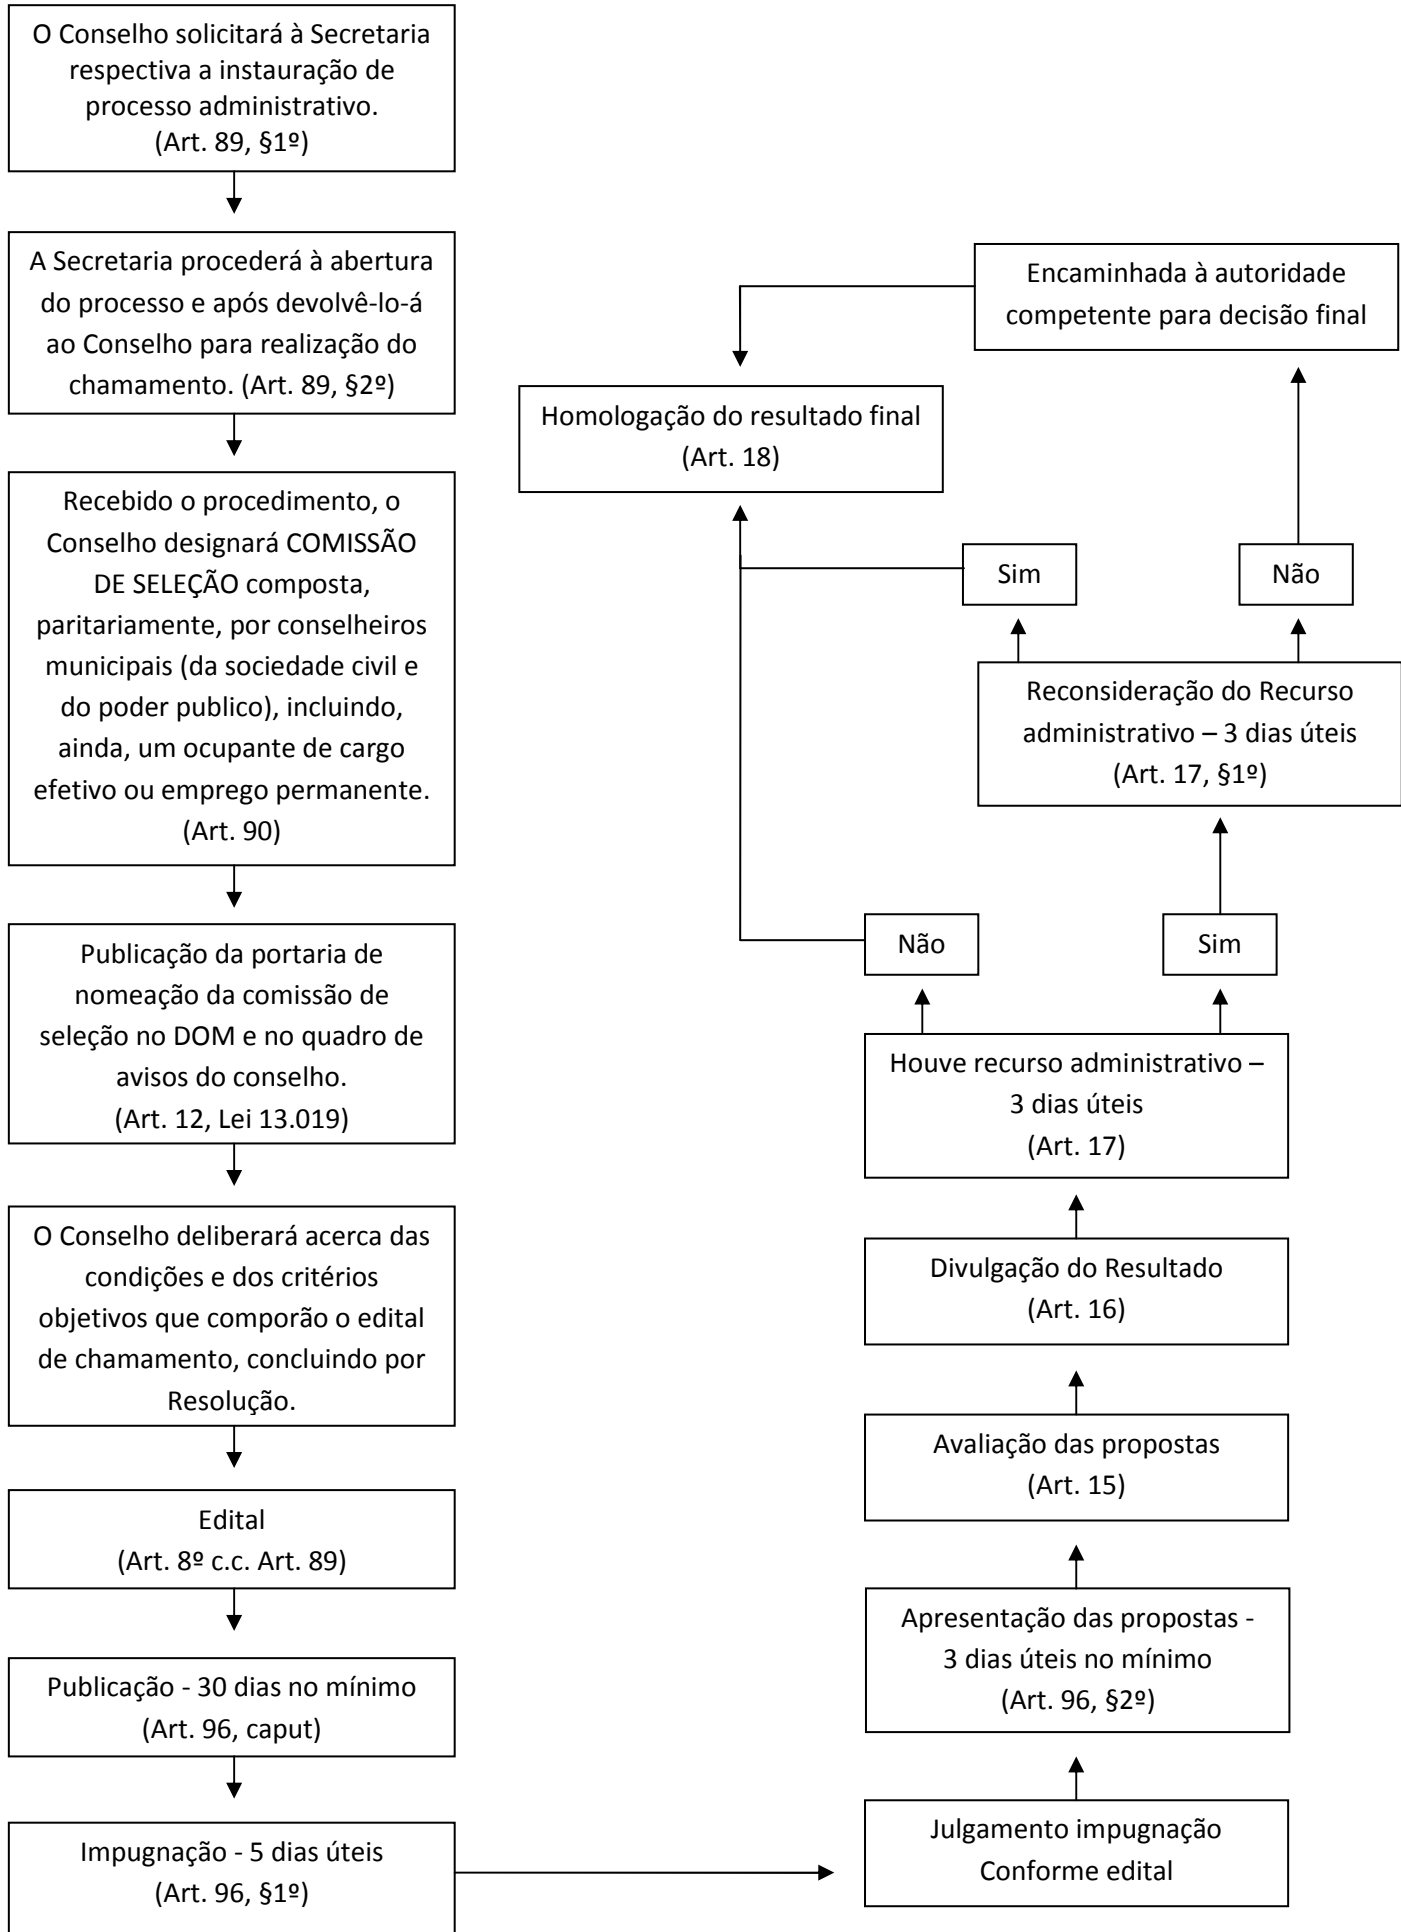 O Conselho solicitará à Secretaria
respectiva a instauração de
processo administrativo.
(Art. 89, §1º)
A Secretaria procederá à abertura
do processo e após devolvê-lo-á
ao Conselho para realização do
chamamento. (Art. 89, §2º)
Recebido o procedimento, o
Conselho designará COMISSÃO
DE SELEÇÃO composta,
paritariamente, por conselheiros
municipais (da sociedade civil e
do poder publico), incluindo,
ainda, um ocupante de cargo
efetivo ou emprego permanente.
(Art. 90)
Publicação da portaria de
nomeação da comissão de
seleção no DOM e no quadro de
avisos do conselho.
(Art. 12, Lei 13.019)
O Conselho deliberará acerca das
condições e dos critérios
objetivos que comporão o edital
de chamamento, concluindo por
Resolução.
Edital
(Art. 8º c.c. Art. 89)
Publicação - 30 dias no mínimo
(Art. 96, caput)
Impugnação - 5 dias úteis
(Art. 96, §1º)
Julgamento impugnação
Conforme edital
Apresentação das propostas -
3 dias úteis no mínimo
(Art. 96, §2º)
Avaliação das propostas
(Art. 15)
Divulgação do Resultado
(Art. 16)
Houve recurso administrativo –
3 dias úteis
(Art. 17)
Não
Sim
Reconsideração do Recurso
administrativo – 3 dias úteis
(Art. 17, §1º)
Sim
Não
Encaminhada à autoridade
competente para decisão final
Homologação do resultado final
(Art. 18)